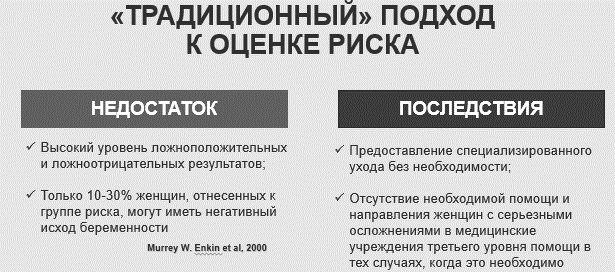 «ТРАДИЦИОННЫЙ» ПОДХОД
К ОЦЕНКЕ РИСКА
НЕДОСТАТОК
✓ Высокий уровень ложноположительных
и ложноотрицательных результатов;
✓ Только 10-30% женщин, отнесенных к
группе риска, могут иметь негативный
исход беременности
Murrey W. Enkin et al, 2000
ПОСЛЕДСТВИЯ
✓ Предоставление специализированного
ухода без необходимости;
✓ Отсутствие необходимой помощи и
направления женщин с серьезными
осложнениями в медицинские
учреждения третьего уровня помощи в
тех случаях, когда это необходимо